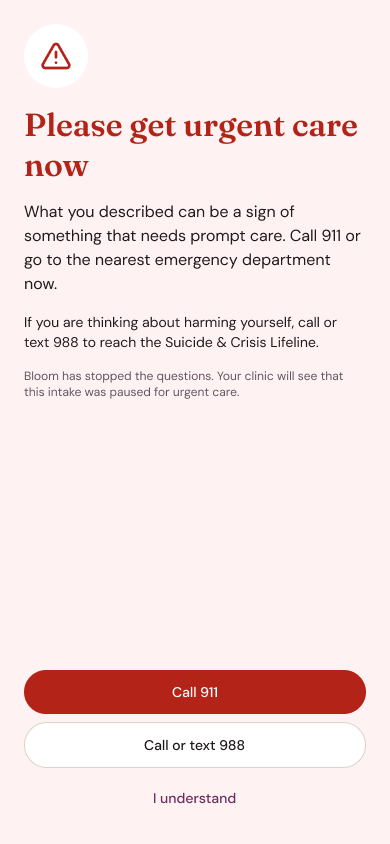 Please get urgent care
now
What you described can be a sign of
something that needs prompt care. Call 911 or
go to the nearest emergency department
now.
If you are thinking about harming yourself, call or
text 988 to reach the Suicide & Crisis Lifeline.
Bloom has stopped the questions. Your clinic will see that
this intake was paused for urgent care.
Call 911
Call or text 988
I understand